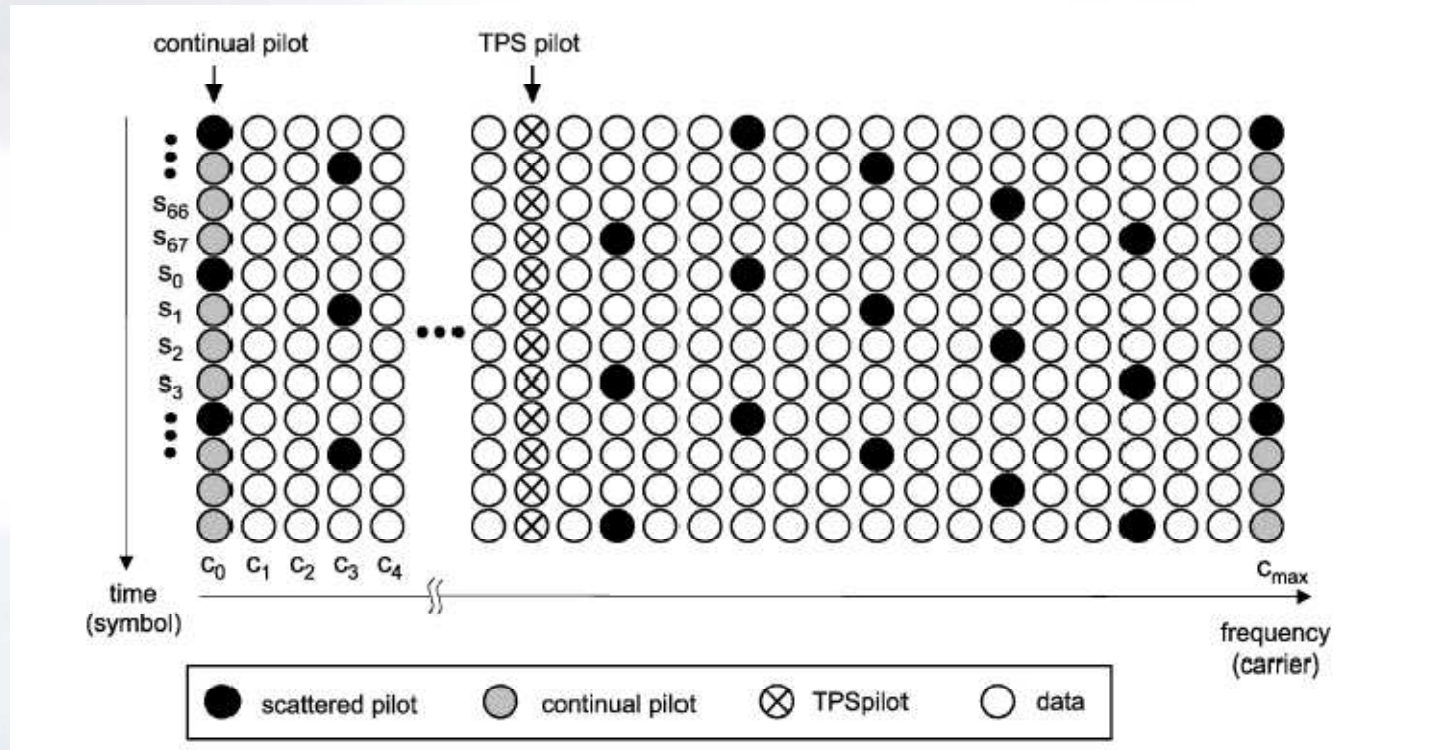 continual pilot TPS pilot
s66
s67
s0
s1
s2
s3
c0 c1 c2 c3 c4 cmax
time
(symbol)
frequency
(carrier)
scattered pilot continual pilot TPSpilot data